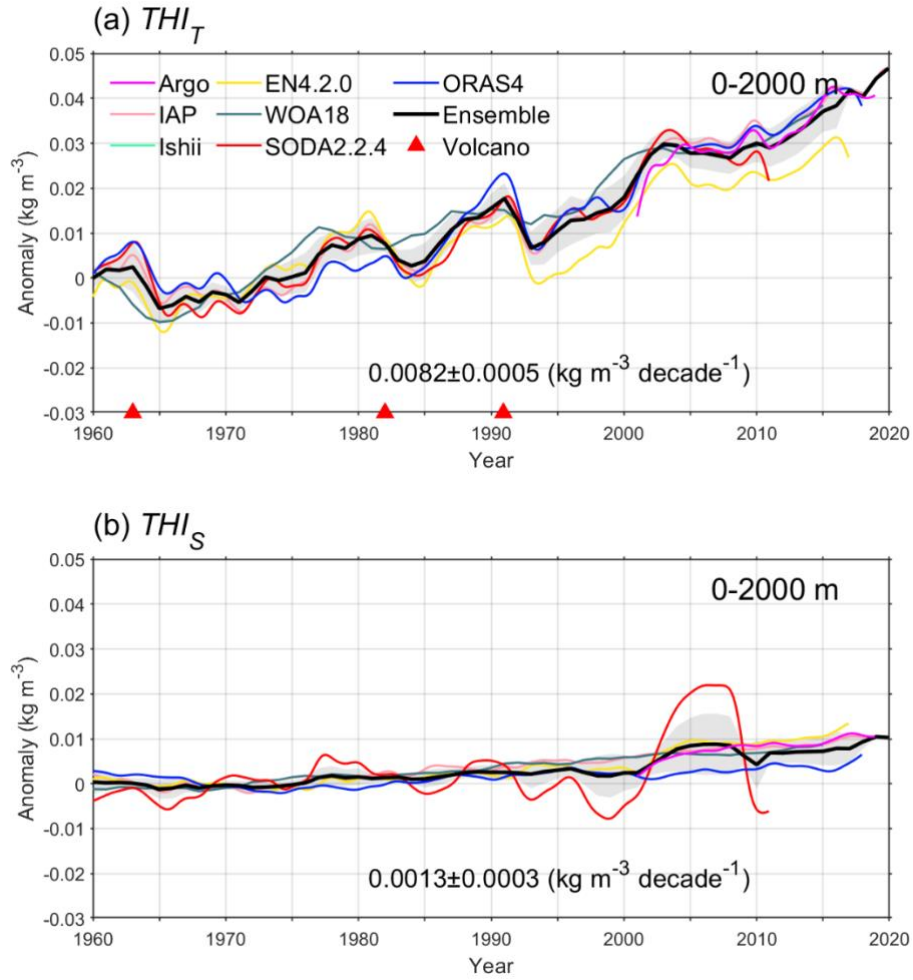 (a) THI_T
0.05
0.04
0.03
0.02
0.01
0
-0.01
-0.02
-0.03
Anomaly (kg m⁻³)
Argo EN4.2.0 ORAS4
IAP WOA18 Ensemble
Ishii SODA2.2.4 Volcano
0-2000 m
0.0082±0.0005 (kg m⁻³ decade⁻¹)
1960 1970 1980 1990 2000 2010 2020
Year
(b) THI_S
0.05
0.04
0.03
0.02
0.01
0
-0.01
-0.02
-0.03
Anomaly (kg m⁻³)
0-2000 m
0.0013±0.0003 (kg m⁻³ decade⁻¹)
1960 1970 1980 1990 2000 2010 2020
Year